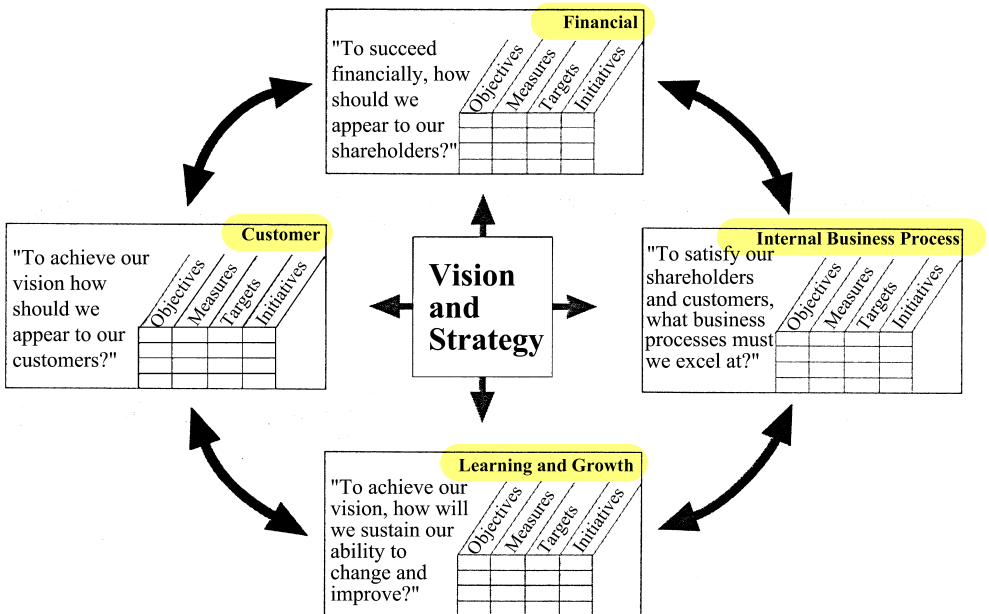 Financial
"To succeed
financially, how
should we
appear to our
shareholders?"
Objectives
Measures
Targets
Initiatives
Customer
"To achieve our
vision how
should we
appear to our
customers?"
Objectives
Measures
Targets
Initiatives
Vision
and
Strategy
Internal Business Process
"To satisfy our
shareholders
and customers,
what business
processes must
we excel at?"
Objectives
Measures
Targets
Initiatives
Learning and Growth
"To achieve our
vision, how will
we sustain our
ability to
change and
improve?"
Objectives
Measures
Targets
Initiatives